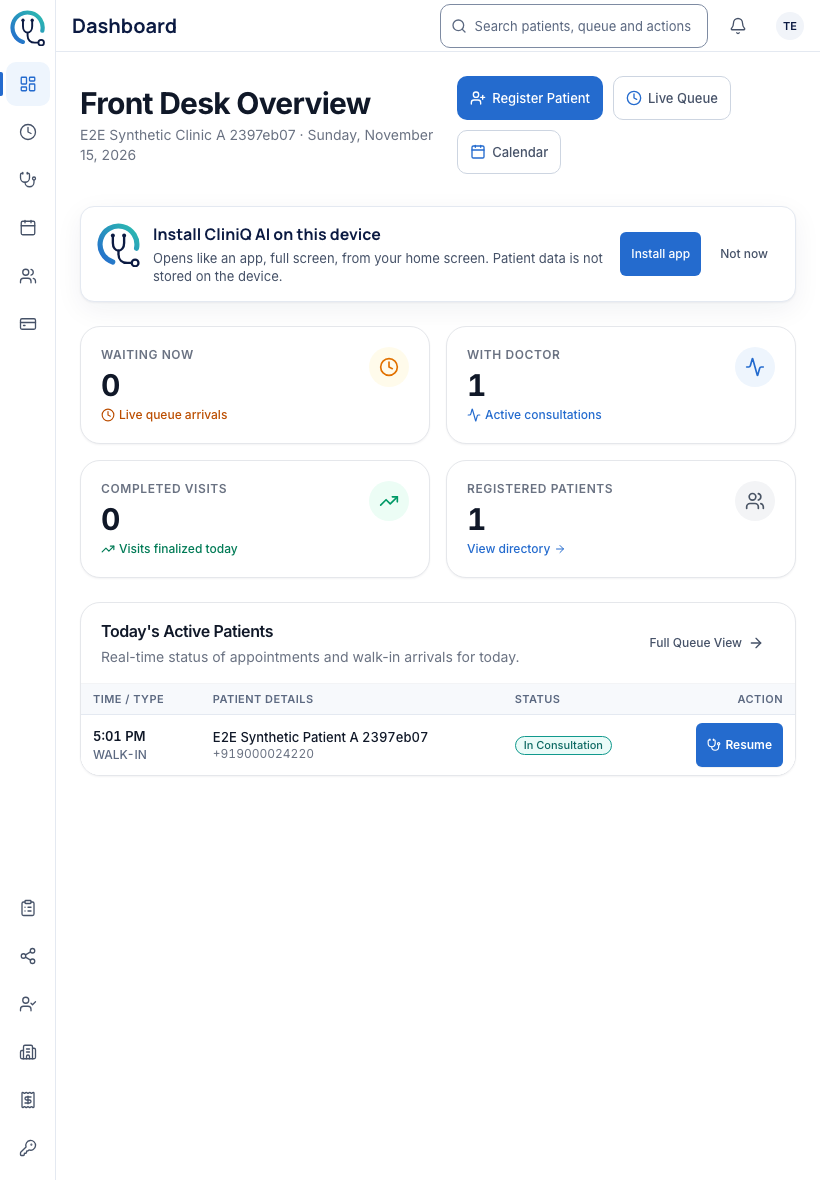 Dashboard
Search patients, queue and actions
TE
Front Desk Overview
E2E Synthetic Clinic A 2397eb07 · Sunday, November
15, 2026
Register Patient
Live Queue
Calendar
Install CliniQ AI on this device
Opens like an app, full screen, from your home screen. Patient data is not
stored on the device.
Install app
Not now
WAITING NOW
0
Live queue arrivals
WITH DOCTOR
1
Active consultations
COMPLETED VISITS
0
Visits finalized today
REGISTERED PATIENTS
1
View directory
Today's Active Patients
Real-time status of appointments and walk-in arrivals for today.
Full Queue View
TIME / TYPE PATIENT DETAILS STATUS ACTION
5:01 PM
WALK-IN
E2E Synthetic Patient A 2397eb07
+919000024220
In Consultation
Resume